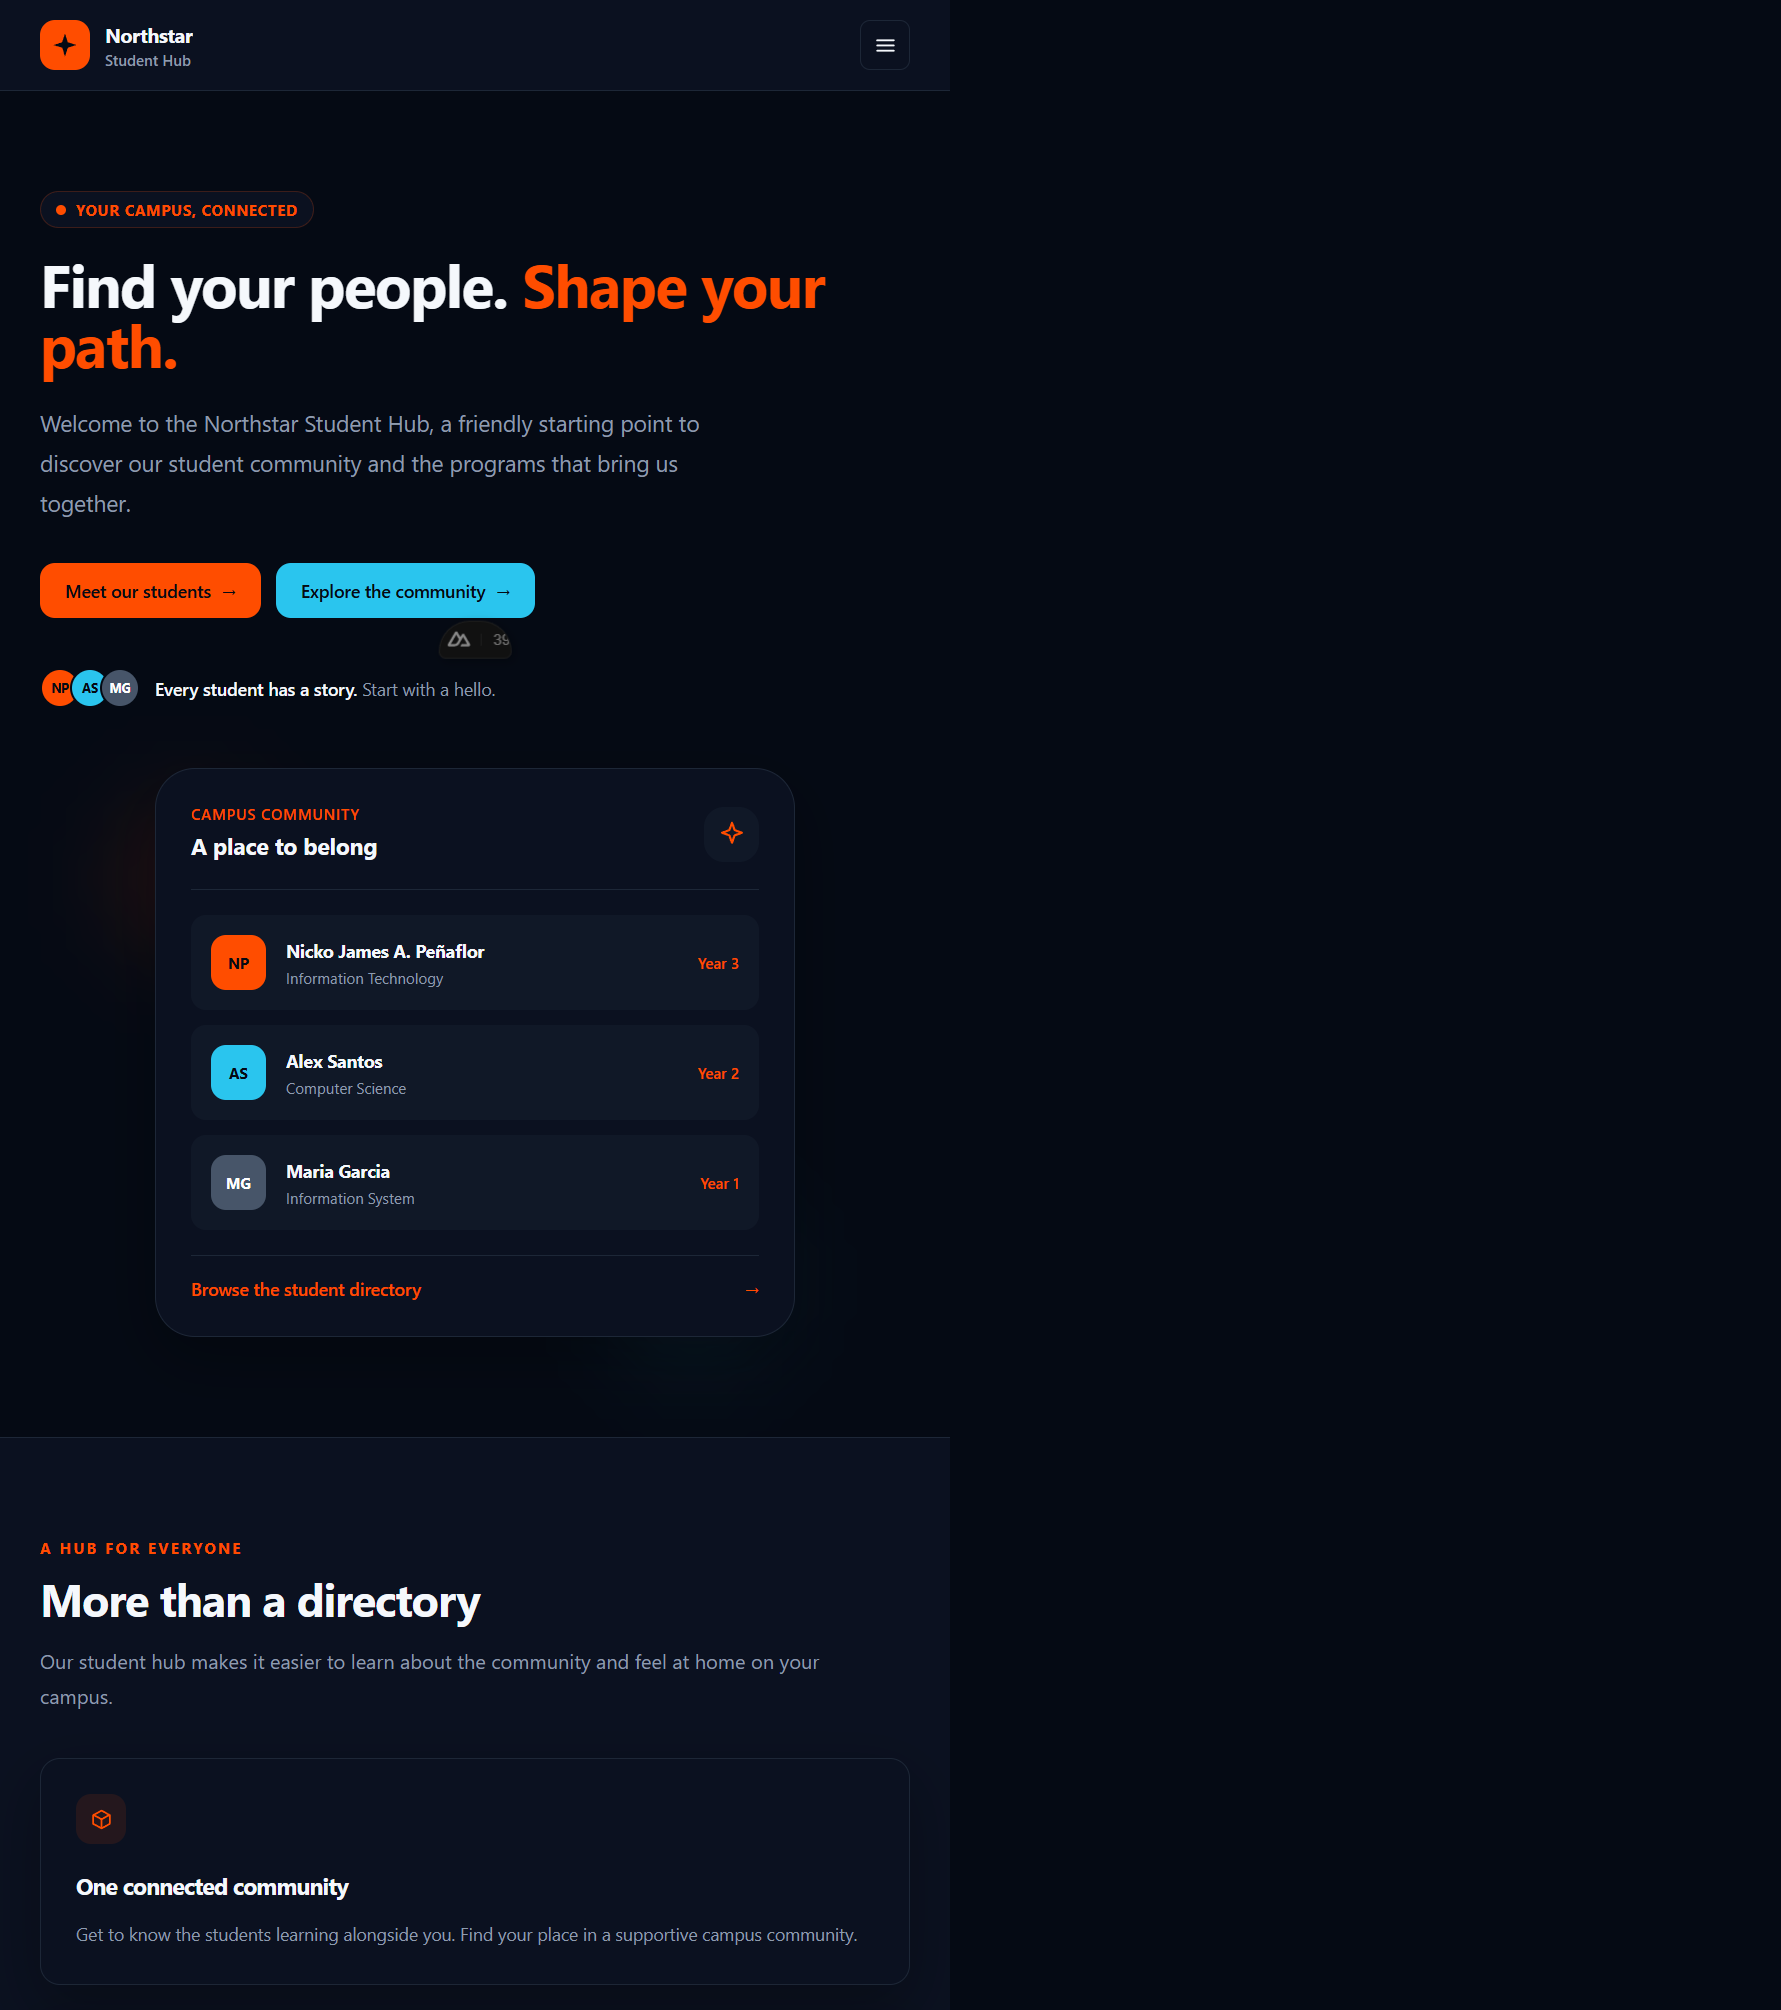 Northstar
Student Hub
YOUR CAMPUS, CONNECTED
Find your people. Shape your
path.
Welcome to the Northstar Student Hub, a friendly starting point to
discover our student community and the programs that bring us
together.
Meet our students →
Explore the community →
39
NP AS MG
Every student has a story. Start with a hello.
CAMPUS COMMUNITY
A place to belong
NP
Nicko James A. Peñaflor
Information Technology
Year 3
AS
Alex Santos
Computer Science
Year 2
MG
Maria Garcia
Information System
Year 1
Browse the student directory →
A HUB FOR EVERYONE
More than a directory
Our student hub makes it easier to learn about the community and feel at home on your
campus.
One connected community
Get to know the students learning alongside you. Find your place in a supportive campus community.